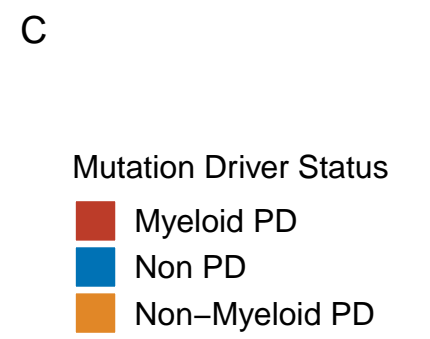 C
Mutation Driver Status
Myeloid PD
Non PD
Non−Myeloid PD